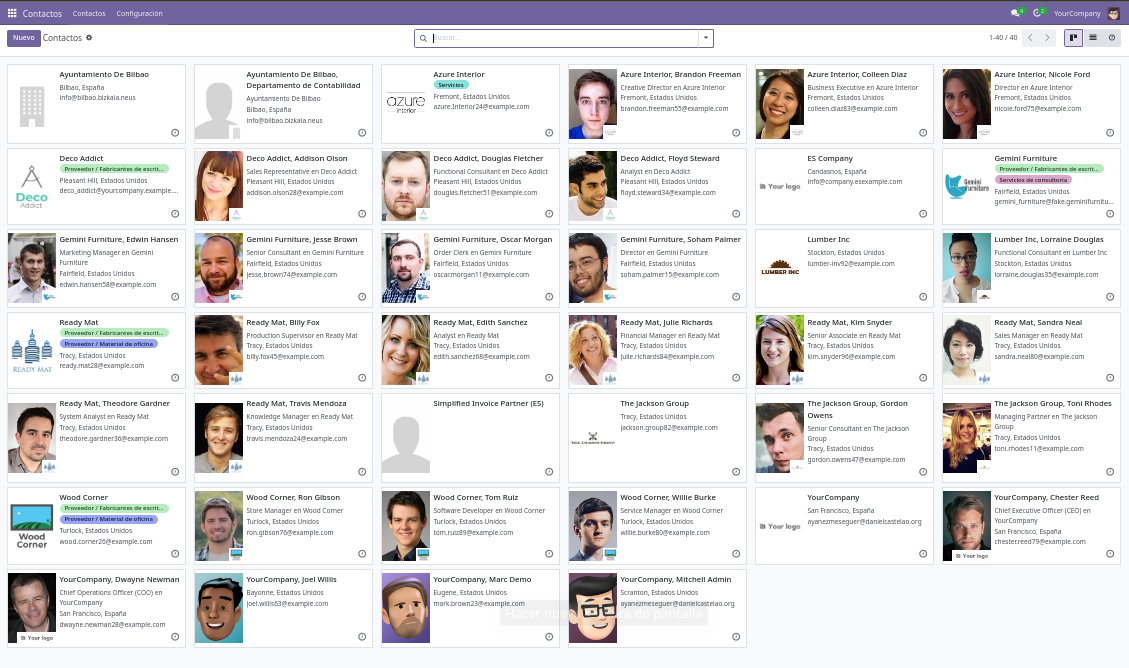 Contactos
Contactos
Configuración
4
2
YourCompany
Nuevo
Contactos
Buscar...
1-40 / 40
Ayuntamiento De Bilbao
Bilbao, España
info@bilbao.bizkaia.neus
Ayuntamiento De Bilbao,
Departamento de Contabilidad
Ayuntamiento De Bilbao
Bilbao, España
info@bilbao.bizkaia.neus
azure
interior
Azure Interior
Servicios
Fremont, Estados Unidos
azure.Interior24@example.com
Azure Interior, Brandon Freeman
Creative Director en Azure Interior
Fremont, Estados Unidos
brandon.freeman55@example.com
Azure Interior, Colleen Diaz
Business Executive en Azure Interior
Fremont, Estados Unidos
colleen.diaz83@example.com
Azure Interior, Nicole Ford
Director en Azure Interior
Fremont, Estados Unidos
nicole.ford75@example.com
Deco
Addict
Deco Addict
Proveedor / Fabricantes de escrit...
Pleasant Hill, Estados Unidos
deco_addict@yourcompany.example....
Deco Addict, Addison Olson
Sales Representative en Deco Addict
Pleasant Hill, Estados Unidos
addison.olson28@example.com
Deco Addict, Douglas Fletcher
Functional Consultant en Deco Addict
Pleasant Hill, Estados Unidos
douglas.fletcher51@example.com
Deco Addict, Floyd Steward
Analyst en Deco Addict
Pleasant Hill, Estados Unidos
floyd.steward34@example.com
Your logo
ES Company
Candasnos, España
info@company.esexample.com
Gemini
Furniture
Gemini Furniture
Proveedor / Fabricantes de escrit...
Servicios de consultoría
Fairfield, Estados Unidos
gemini_furniture@fake.geminifurnitu...
Gemini Furniture, Edwin Hansen
Marketing Manager en Gemini
Furniture
Fairfield, Estados Unidos
edwin.hansen58@example.com
Gemini Furniture, Jesse Brown
Senior Consultant en Gemini Furniture
Fairfield, Estados Unidos
jesse.brown74@example.com
Gemini Furniture, Oscar Morgan
Order Clerk en Gemini Furniture
Fairfield, Estados Unidos
oscar.morgan11@example.com
Gemini Furniture, Soham Palmer
Director en Gemini Furniture
Fairfield, Estados Unidos
soham.palmer15@example.com
LUMBER INC
Lumber Inc
Stockton, Estados Unidos
lumber-inv92@example.com
Lumber Inc, Lorraine Douglas
Functional Consultant en Lumber Inc
Stockton, Estados Unidos
lorraine.douglas35@example.com
READY MAT
Ready Mat
Proveedor / Fabricantes de escrit...
Proveedor / Material de oficina
Tracy, Estados Unidos
ready.mat28@example.com
Ready Mat, Billy Fox
Production Supervisor en Ready Mat
Tracy, Estados Unidos
billy.fox45@example.com
Ready Mat, Edith Sanchez
Analyst en Ready Mat
Tracy, Estados Unidos
edith.sanchez68@example.com
Ready Mat, Julie Richards
Financial Manager en Ready Mat
Tracy, Estados Unidos
julie.richards84@example.com
Ready Mat, Kim Snyder
Senior Associate en Ready Mat
Tracy, Estados Unidos
kim.snyder96@example.com
Ready Mat, Sandra Neal
Sales Manager en Ready Mat
Tracy, Estados Unidos
sandra.neal80@example.com
Ready Mat, Theodore Gardner
System Analyst en Ready Mat
Tracy, Estados Unidos
theodore.gardner36@example.com
Ready Mat, Travis Mendoza
Knowledge Manager en Ready Mat
Tracy, Estados Unidos
travis.mendoza24@example.com
Simplified Invoice Partner (ES)
The Jackson Group
Tracy, Estados Unidos
jackson.group82@example.com
The Jackson Group, Gordon
Owens
Senior Consultant en The Jackson
Group
Tracy, Estados Unidos
gordon.owens47@example.com
The Jackson Group, Toni Rhodes
Managing Partner en The Jackson
Group
Tracy, Estados Unidos
toni.rhodes11@example.com
Wood
Corner
Wood Corner
Proveedor / Fabricantes de escrit...
Proveedor / Material de oficina
Turlock, Estados Unidos
wood.corner26@example.com
Wood Corner, Ron Gibson
Store Manager en Wood Corner
Turlock, Estados Unidos
ron.gibson76@example.com
Wood Corner, Tom Ruiz
Software Developer en Wood Corner
Turlock, Estados Unidos
tom.ruiz89@example.com
Wood Corner, Willie Burke
Service Manager en Wood Corner
Turlock, Estados Unidos
willie.burke80@example.com
Your logo
YourCompany
San Francisco, España
ayanezmeseguer@danielcastelao.org
Your logo
YourCompany, Chester Reed
Chief Executive Officer (CEO) en
YourCompany
San Francisco, España
chester.reed79@example.com
Your logo
YourCompany, Dwayne Newman
Chief Operations Officer (COO) en
YourCompany
San Francisco, España
dwayne.newman28@example.com
YourCompany, Joel Willis
Bayonne, Estados Unidos
joel.willis63@example.com
YourCompany, Marc Demo
Eugene, Estados Unidos
mark.brown23@example.com
YourCompany, Mitchell Admin
Scranton, Estados Unidos
ayanezmeseguer@danielcastelao.org